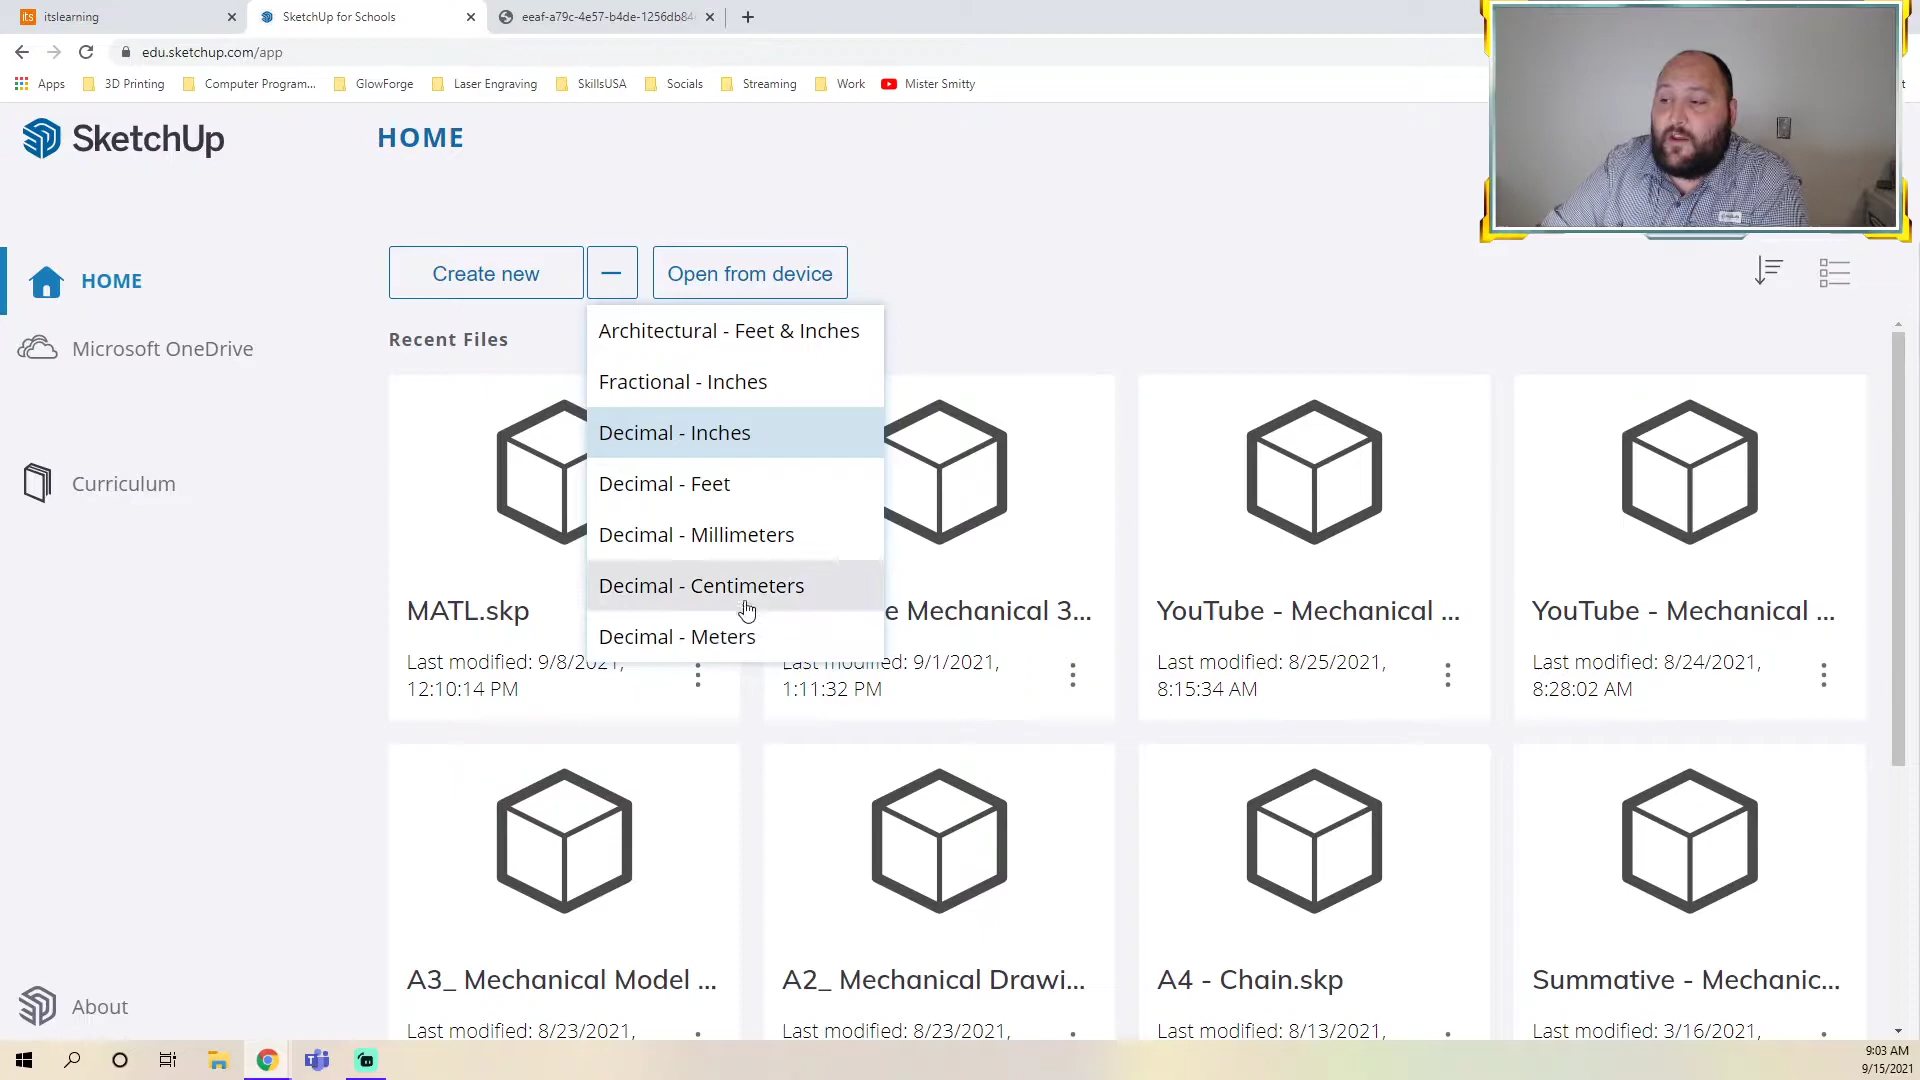 its itslearning
SketchUp for Schools
eeaf-a79c-4e57-b4de-1256db84
edu.sketchup.com/app
Apps
3D Printing
Computer Program...
GlowForge
Laser Engraving
SkillsUSA
Socials
Streaming
Work
Mister Smitty
SketchUp
HOME
HOME
Microsoft OneDrive
Curriculum
About
Create new
Open from device
Recent Files
Architectural - Feet & Inches
Fractional - Inches
Decimal - Inches
Decimal - Feet
Decimal - Millimeters
Decimal - Centimeters
Decimal - Meters
MATL.skp
Last modified: 9/8/2021,
12:10:14 PM
e Mechanical 3...
Last modified: 9/1/2021,
1:11:32 PM
YouTube - Mechanical ...
Last modified: 8/25/2021,
8:15:34 AM
YouTube - Mechanical ...
Last modified: 8/24/2021,
8:28:02 AM
A3_ Mechanical Model ...
Last modified: 8/23/2021,
A2_ Mechanical Drawi...
Last modified: 8/23/2021,
A4 - Chain.skp
Last modified: 8/13/2021,
Summative - Mechanic...
Last modified: 3/16/2021,
9:03 AM
9/15/2021